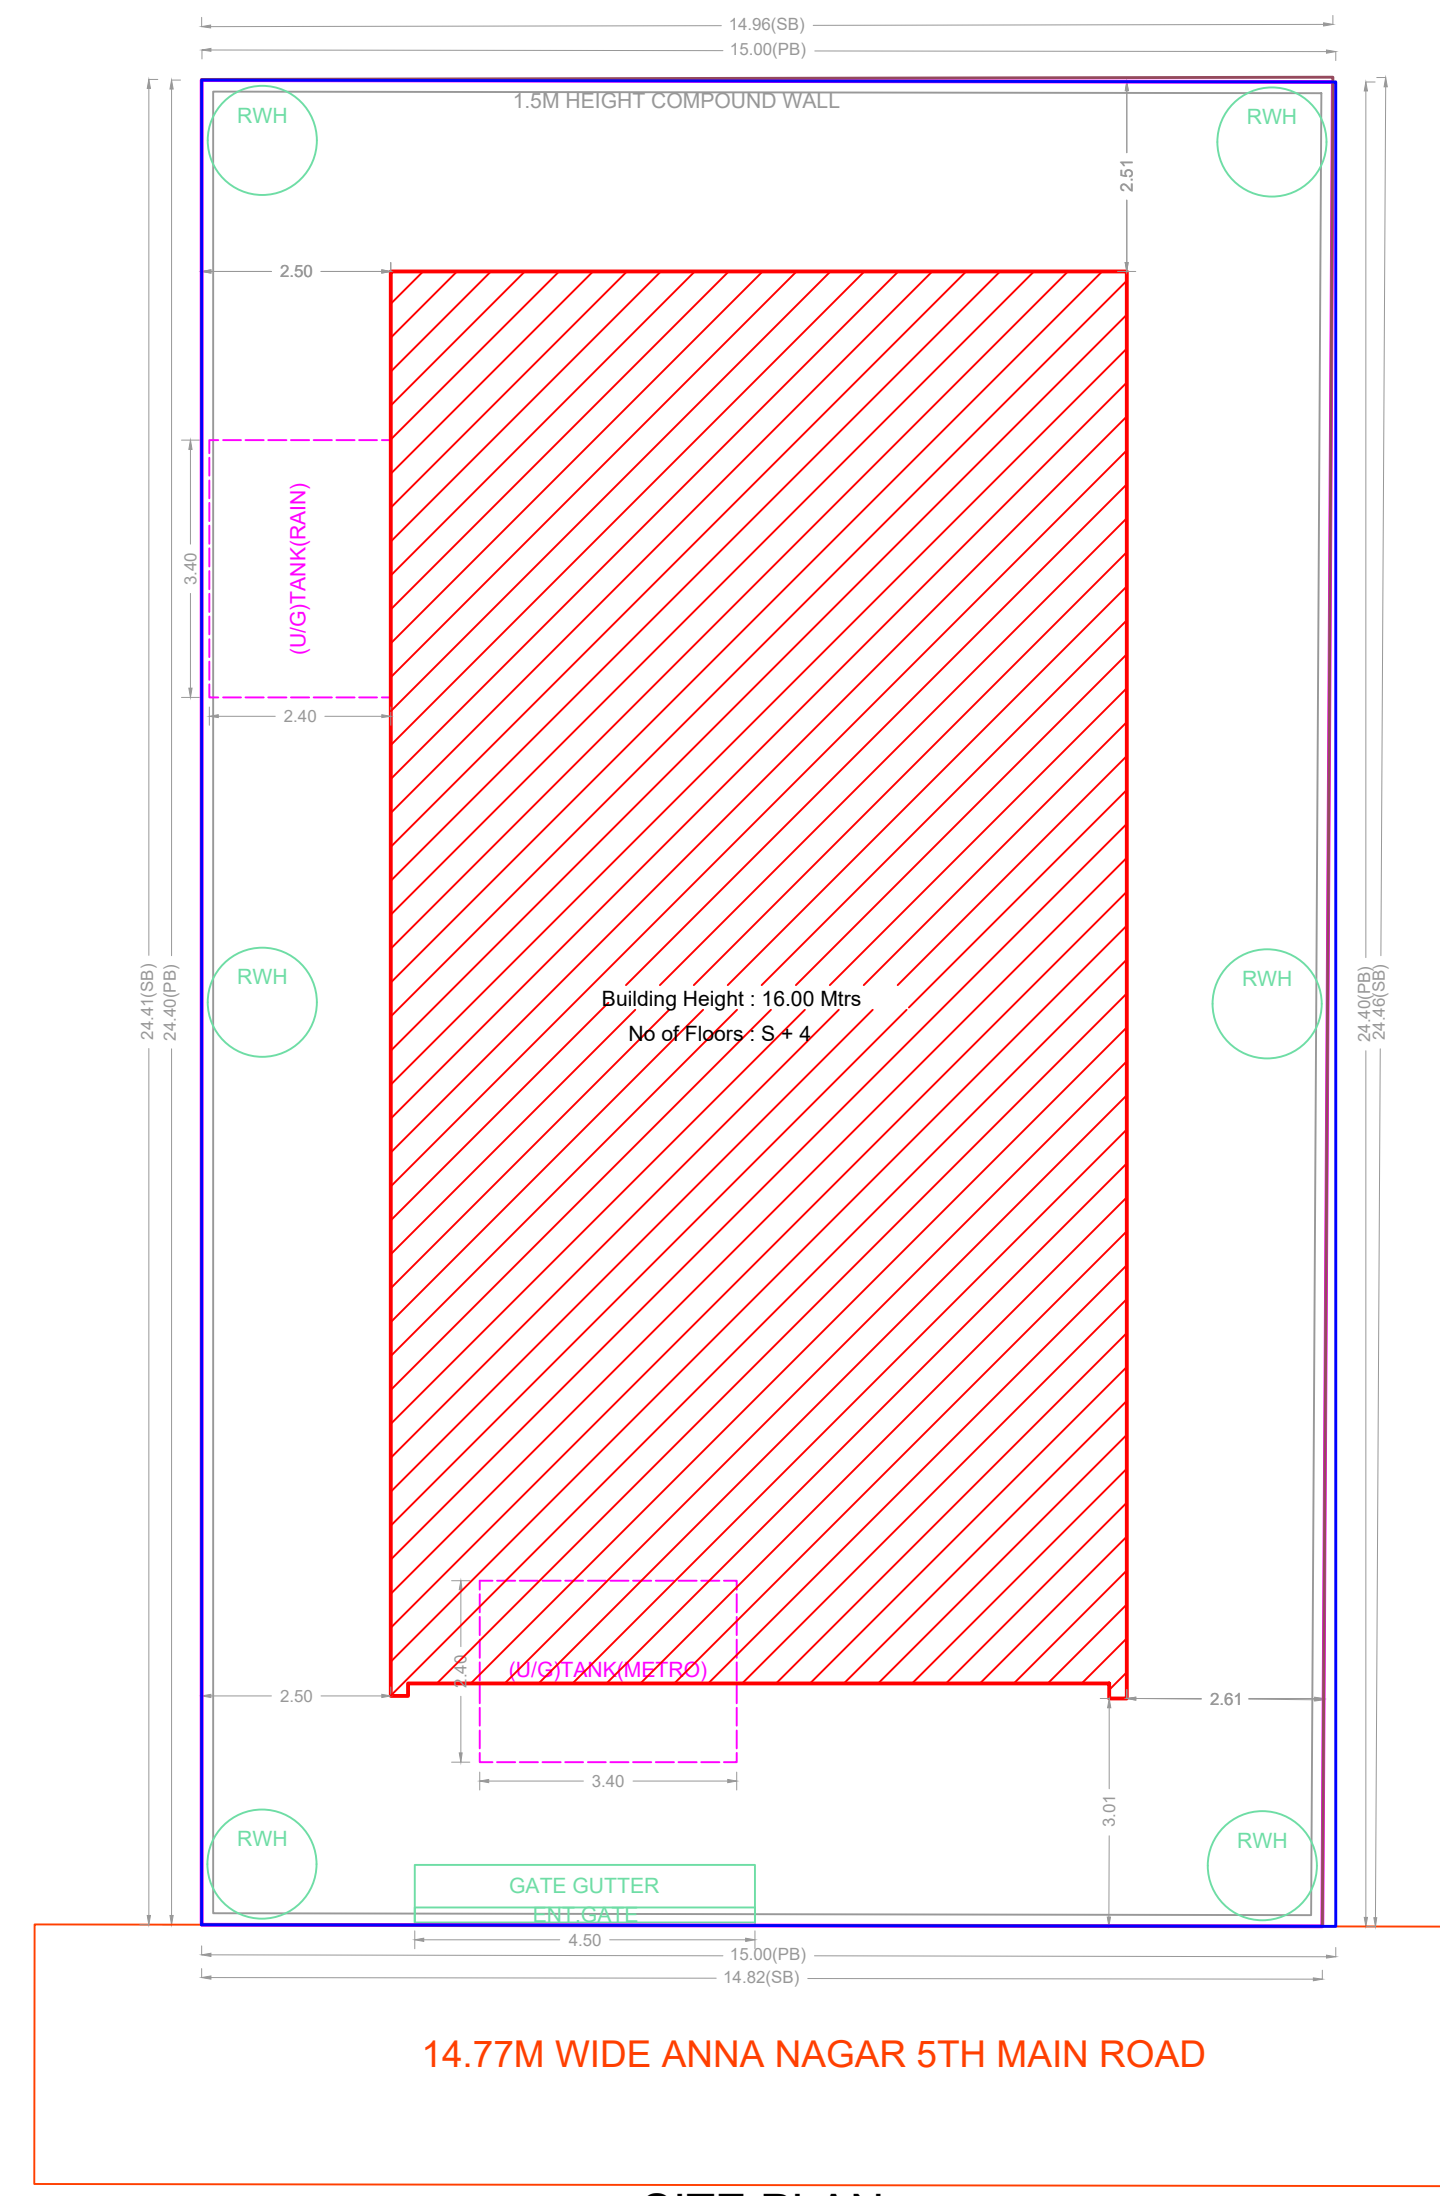 14.96(SB)
15.00(PB)
1.5M HEIGHT COMPOUND WALL
RWH
RWH
2.51
2.50
3.40
(U/G)TANK(RAIN)
2.40
24.41(SB)
24.40(PB)
RWH
RWH
24.40(PB)
24.46(SB)
Building Height : 16.00 Mtrs
No of Floors : S + 4
2.40
(U/G)TANK(METRO)
2.50
2.61
3.40
3.01
RWH
RWH
GATE GUTTER
ENT.GATE
4.50
15.00(PB)
14.82(SB)
14.77M WIDE ANNA NAGAR 5TH MAIN ROAD
SITE PLAN